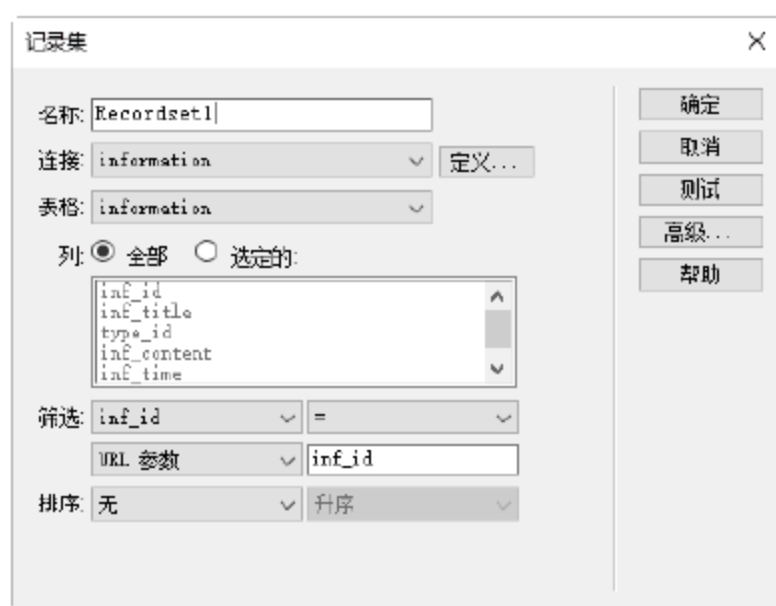 记录集
名称: Recordset1
确定
连接: information
定义...
取消
表格: information
测试
列: 全部 选定的:
高级...
帮助
inf_id
inf_title
type_id
inf_content
inf_time
筛选: inf_id =
URL 参数 inf_id
排序: 无 升序